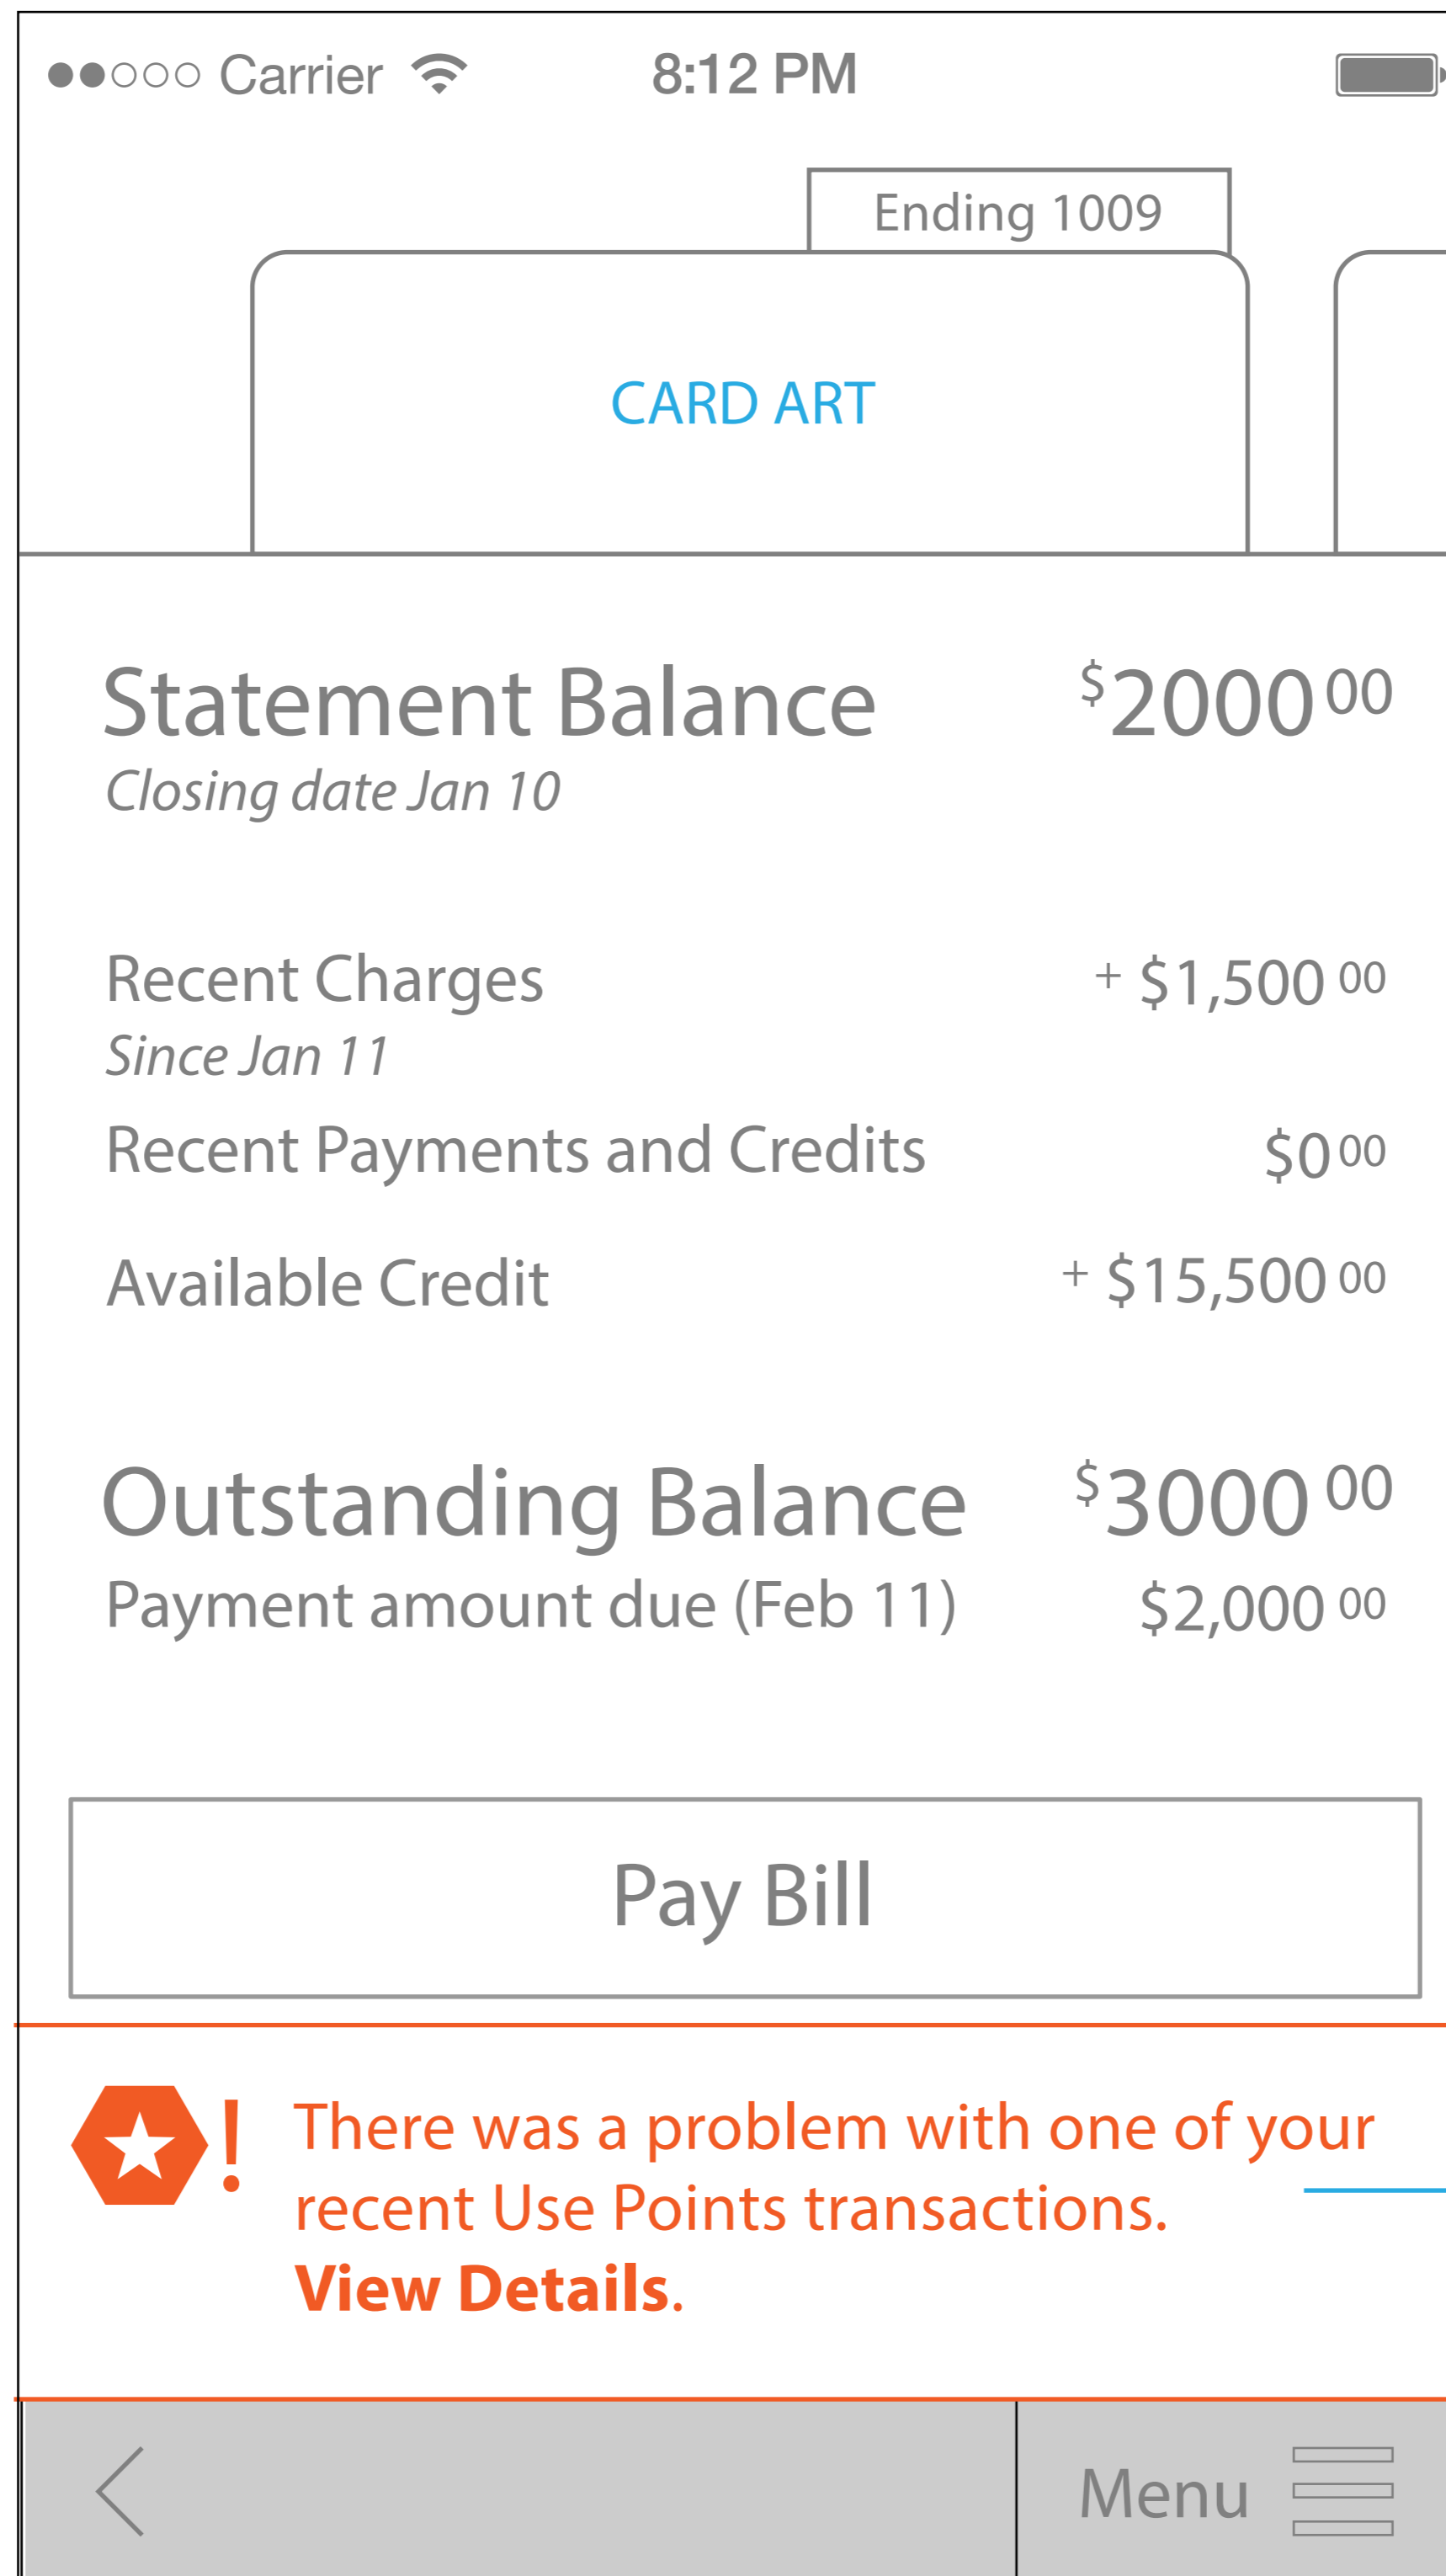 Carrier 8:12 PM
Ending 1009
CARD ART
Statement Balance $2000 00
Closing date Jan 10
Recent Charges + $1,500 00
Since Jan 11
Recent Payments and Credits $0 00
Available Credit + $15,500 00
Outstanding Balance $3000 00
Payment amount due (Feb 11) $2,000 00
Pay Bill
! There was a problem with one of your
recent Use Points transactions.
View Details.
Menu